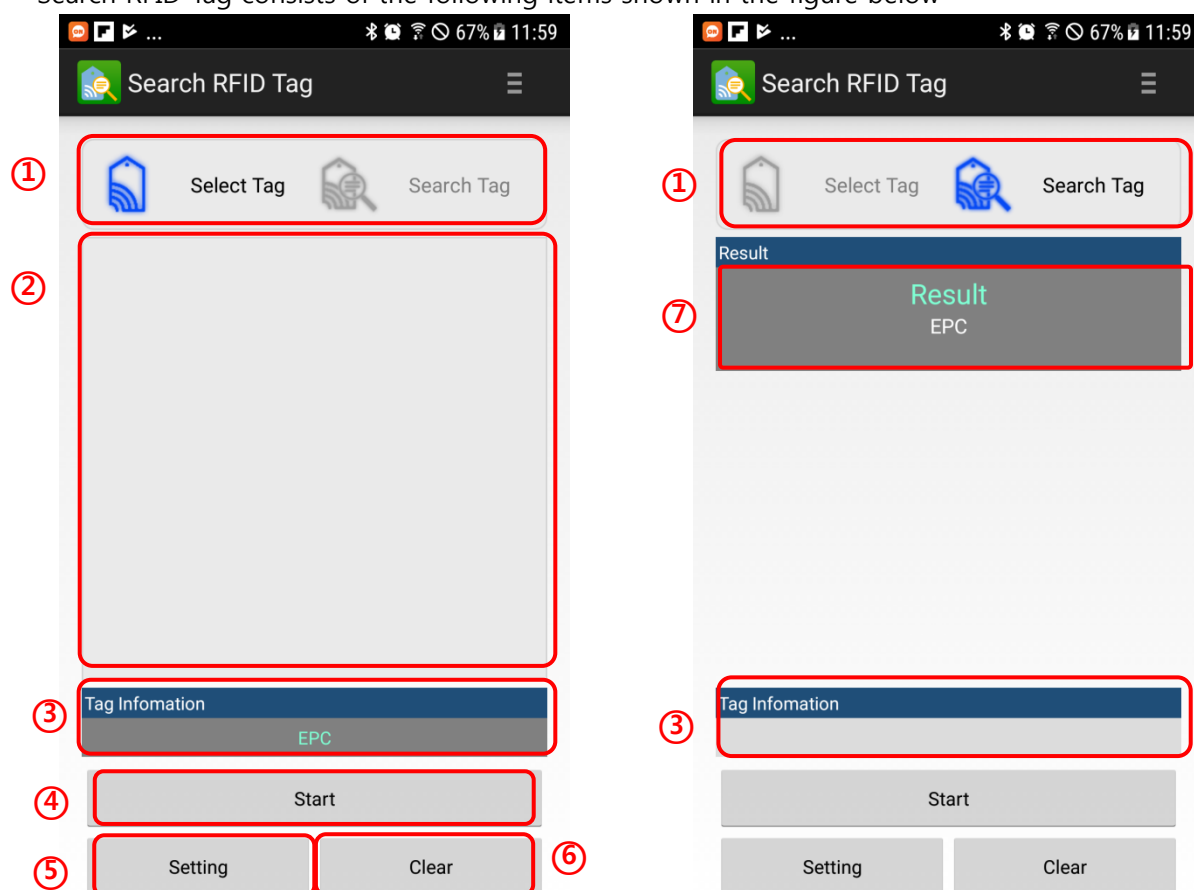 Search RFID Tag consists of the following items shown in the figure below
... 67% 11:59
Search RFID Tag
① Select Tag Search Tag
②
③ Tag Infomation
EPC
④ Start
⑤ Setting Clear ⑥
... 67% 11:59
Search RFID Tag
① Select Tag Search Tag
Result
⑦ Result
EPC
③ Tag Infomation
Start
Setting Clear